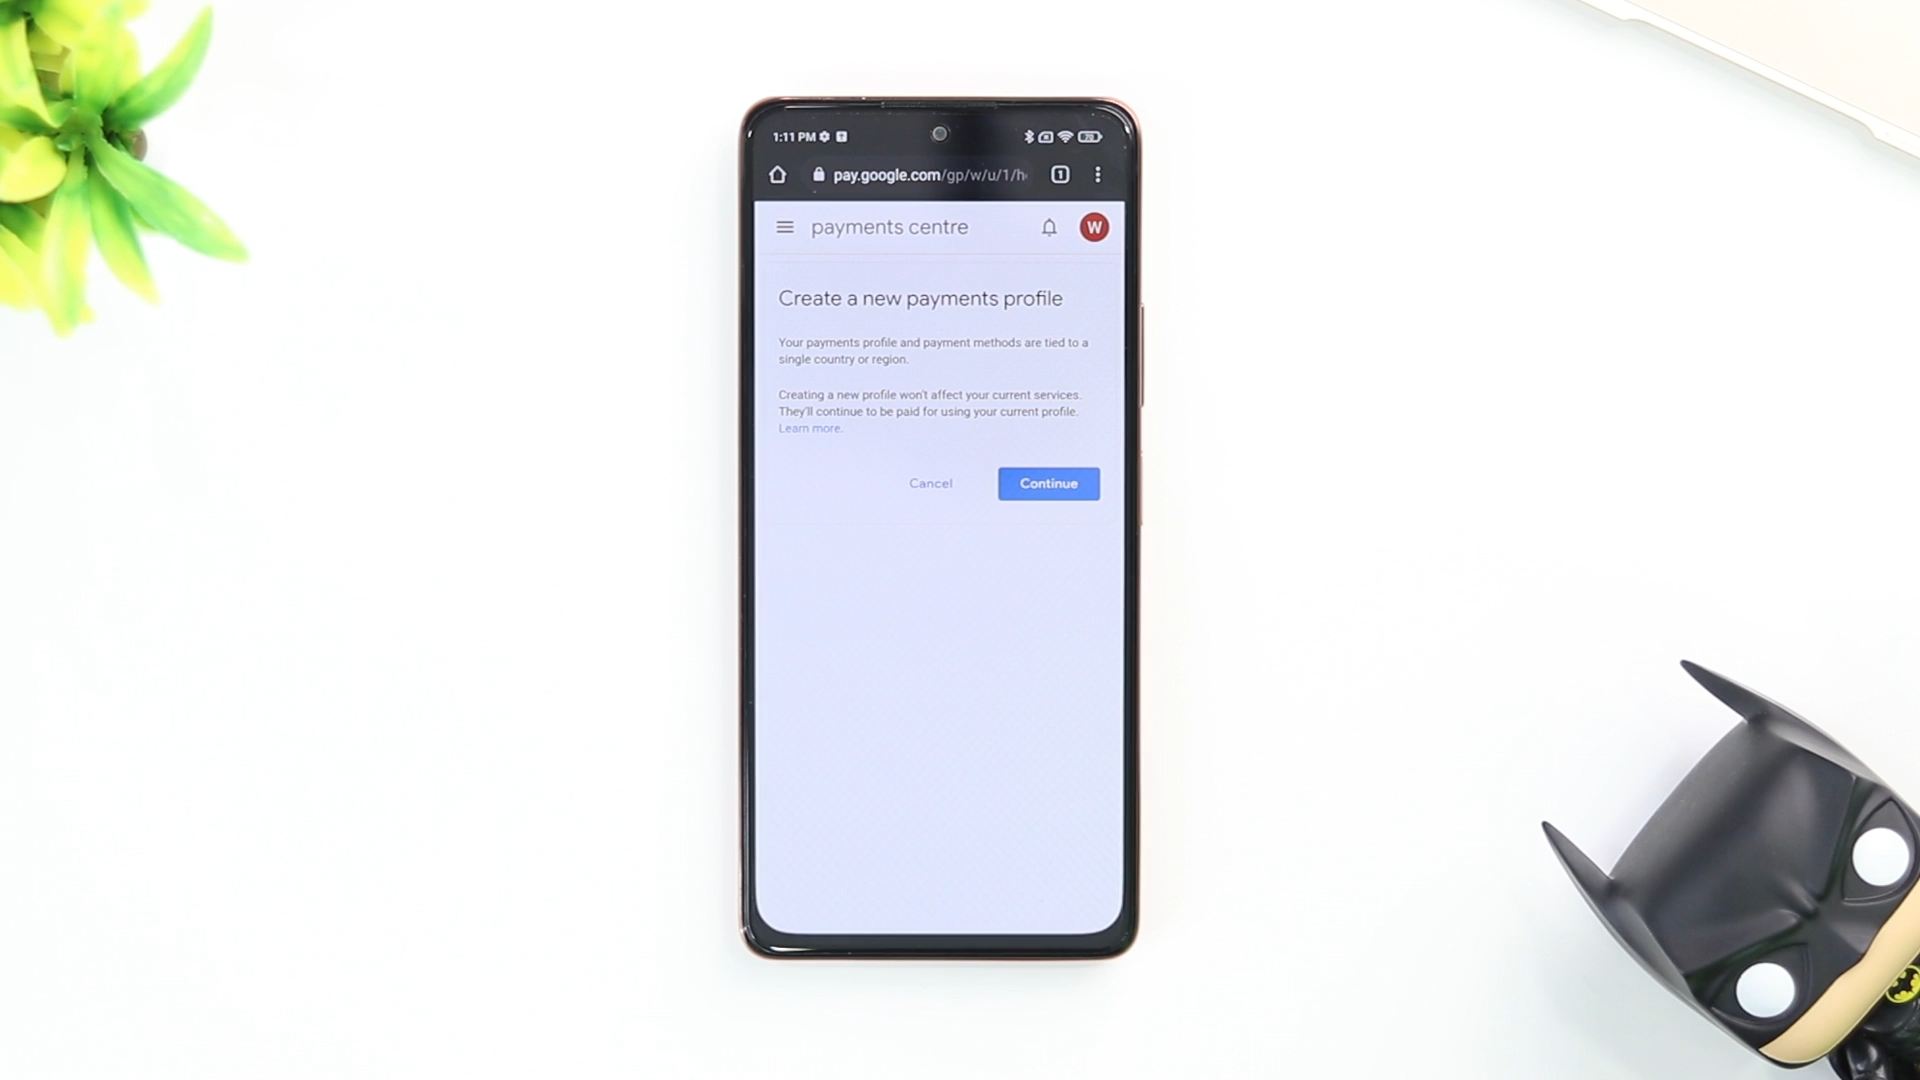 1:11 PM
pay.google.com/gp/w/u/1/h
1
payments centre
W
Create a new payments profile
Your payments profile and payment methods are tied to a
single country or region.
Creating a new profile won't affect your current services.
They'll continue to be paid for using your current profile.
Learn more.
Cancel
Continue